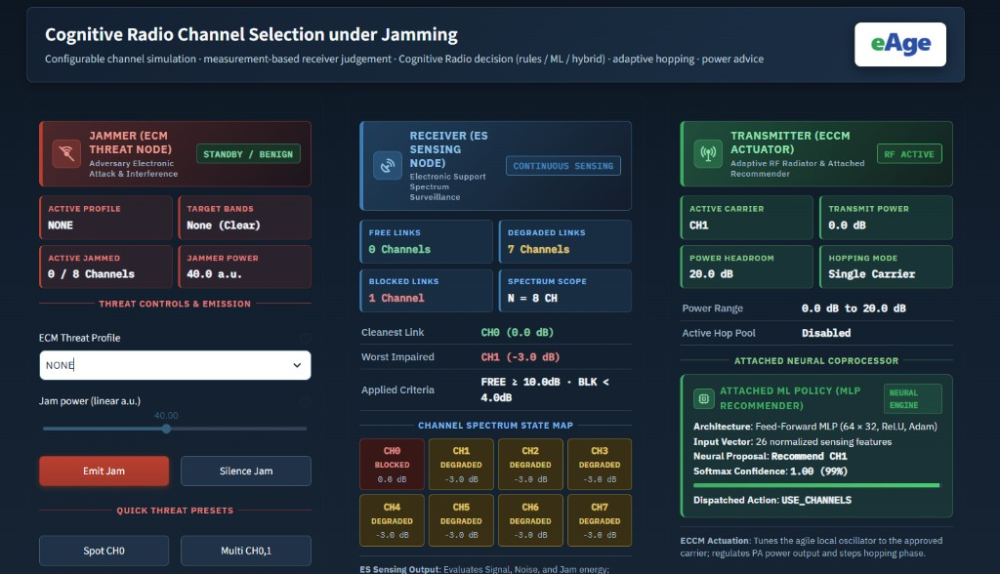 Cognitive Radio Channel Selection under Jamming
Configurable channel simulation · measurement-based receiver judgement · Cognitive Radio decision (rules / ML / hybrid) · adaptive hopping · power advice
eAge
JAMMER (ECM
THREAT NODE)
Adversary Electronic
Attack & Interference
STANDBY / BENIGN
ACTIVE PROFILE
NONE
TARGET BANDS
None (Clear)
ACTIVE JAMMED
0 / 8 Channels
JAMMER POWER
40.0 a.u.
THREAT CONTROLS & EMISSION
ECM Threat Profile
NONE
Jam power (linear a.u.)
40.00
Emit Jam
Silence Jam
QUICK THREAT PRESETS
Spot CH0
Multi CH0,1
RECEIVER (ES
SENSING
NODE)
Electronic Support
Spectrum
Surveillance
CONTINUOUS SENSING
FREE LINKS
0 Channels
DEGRADED LINKS
7 Channels
BLOCKED LINKS
1 Channel
SPECTRUM SCOPE
N = 8 CH
Cleanest Link CH0 (0.0 dB)
Worst Impaired CH1 (-3.0 dB)
Applied Criteria FREE ≥ 10.0dB · BLK <
4.0dB
CHANNEL SPECTRUM STATE MAP
CH0
BLOCKED
0.0 dB
CH1
DEGRADED
-3.0 dB
CH2
DEGRADED
-3.0 dB
CH3
DEGRADED
-3.0 dB
CH4
DEGRADED
-3.0 dB
CH5
DEGRADED
-3.0 dB
CH6
DEGRADED
-3.0 dB
CH7
DEGRADED
-3.0 dB
ES Sensing Output: Evaluates Signal, Noise, and Jam energy;
TRANSMITTER (ECCM
ACTUATOR)
Adaptive RF Radiator & Attached
Recommender
RF ACTIVE
ACTIVE CARRIER
CH1
TRANSMIT POWER
0.0 dB
POWER HEADROOM
20.0 dB
HOPPING MODE
Single Carrier
Power Range 0.0 dB to 20.0 dB
Active Hop Pool Disabled
ATTACHED NEURAL COPROCESSOR
ATTACHED ML POLICY (MLP
RECOMMENDER)
NEURAL
ENGINE
Architecture: Feed-Forward MLP (64 × 32, ReLU, Adam)
Input Vector: 26 normalized sensing features
Neural Proposal: Recommend CH1
Softmax Confidence: 1.00 (99%)
Dispatched Action: USE_CHANNELS
ECCM Actuation: Tunes the agile local oscillator to the approved
carrier; regulates PA power output and steps hopping phase.